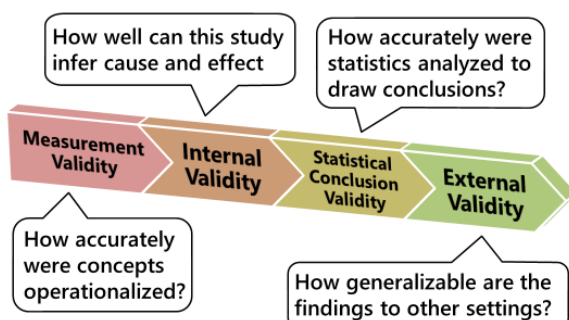 How well can this study
infer cause and effect
How accurately were
statistics analyzed to
draw conclusions?
Measurement
Validity
Internal
Validity
Statistical
Conclusion
Validity
External
Validity
How accurately
were concepts
operationalized?
How generalizable are the
findings to other settings?